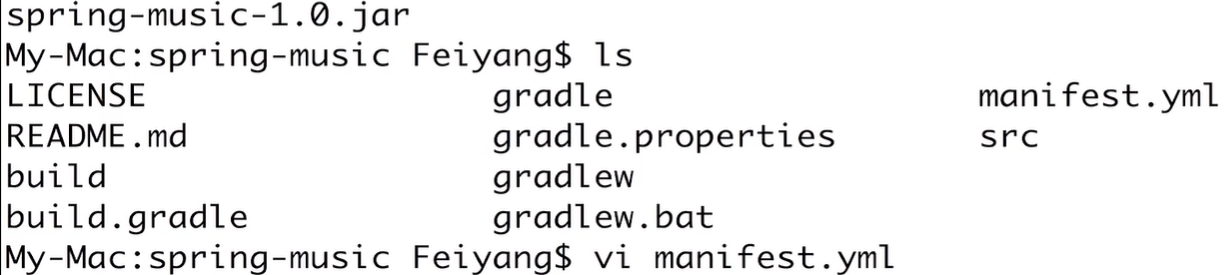 spring-music-1.0.jar
My-Mac:spring-music Feiyang$ ls
LICENSE gradle manifest.yml
README.md gradle.properties src
build gradlew
build.gradle gradlew.bat
My-Mac:spring-music Feiyang$ vi manifest.yml